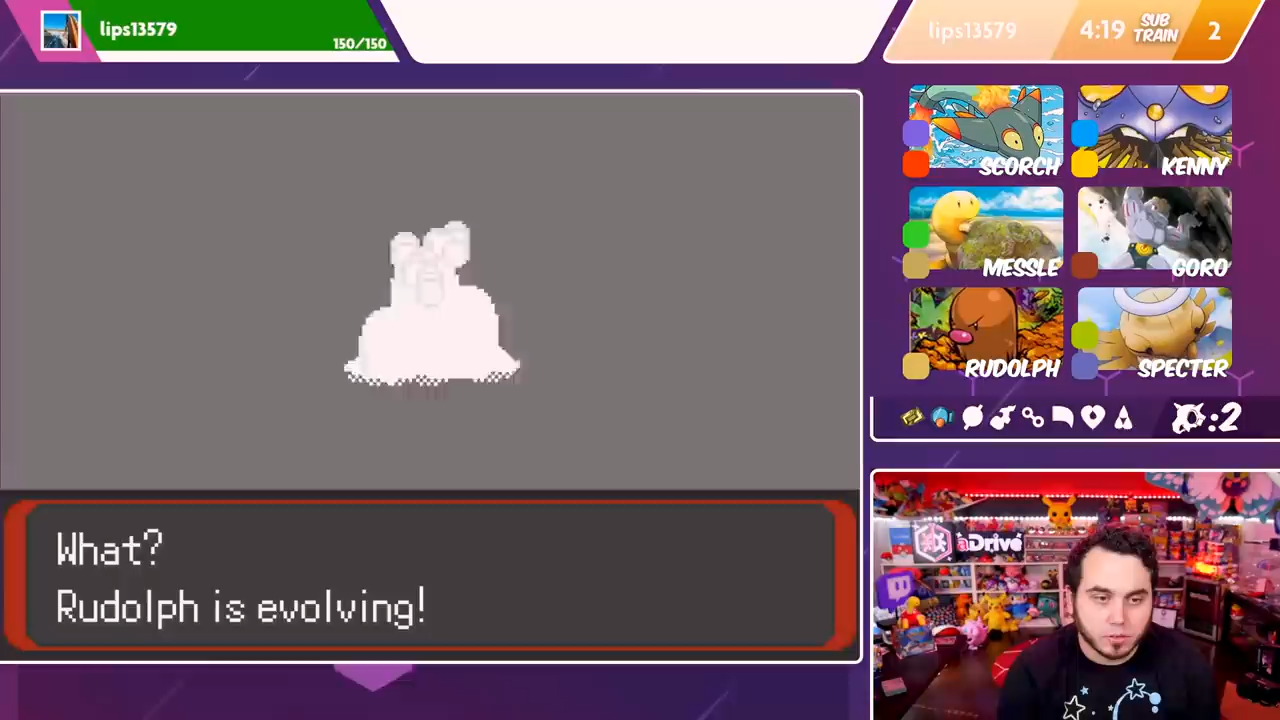 lips13579
150/150
lips13579
4:19
SUB
TRAIN
2
SCORCH
KENNY
MESSLE
GORO
RUDOLPH
SPECTER
:2
What?
Rudolph is evolving!
aDrive